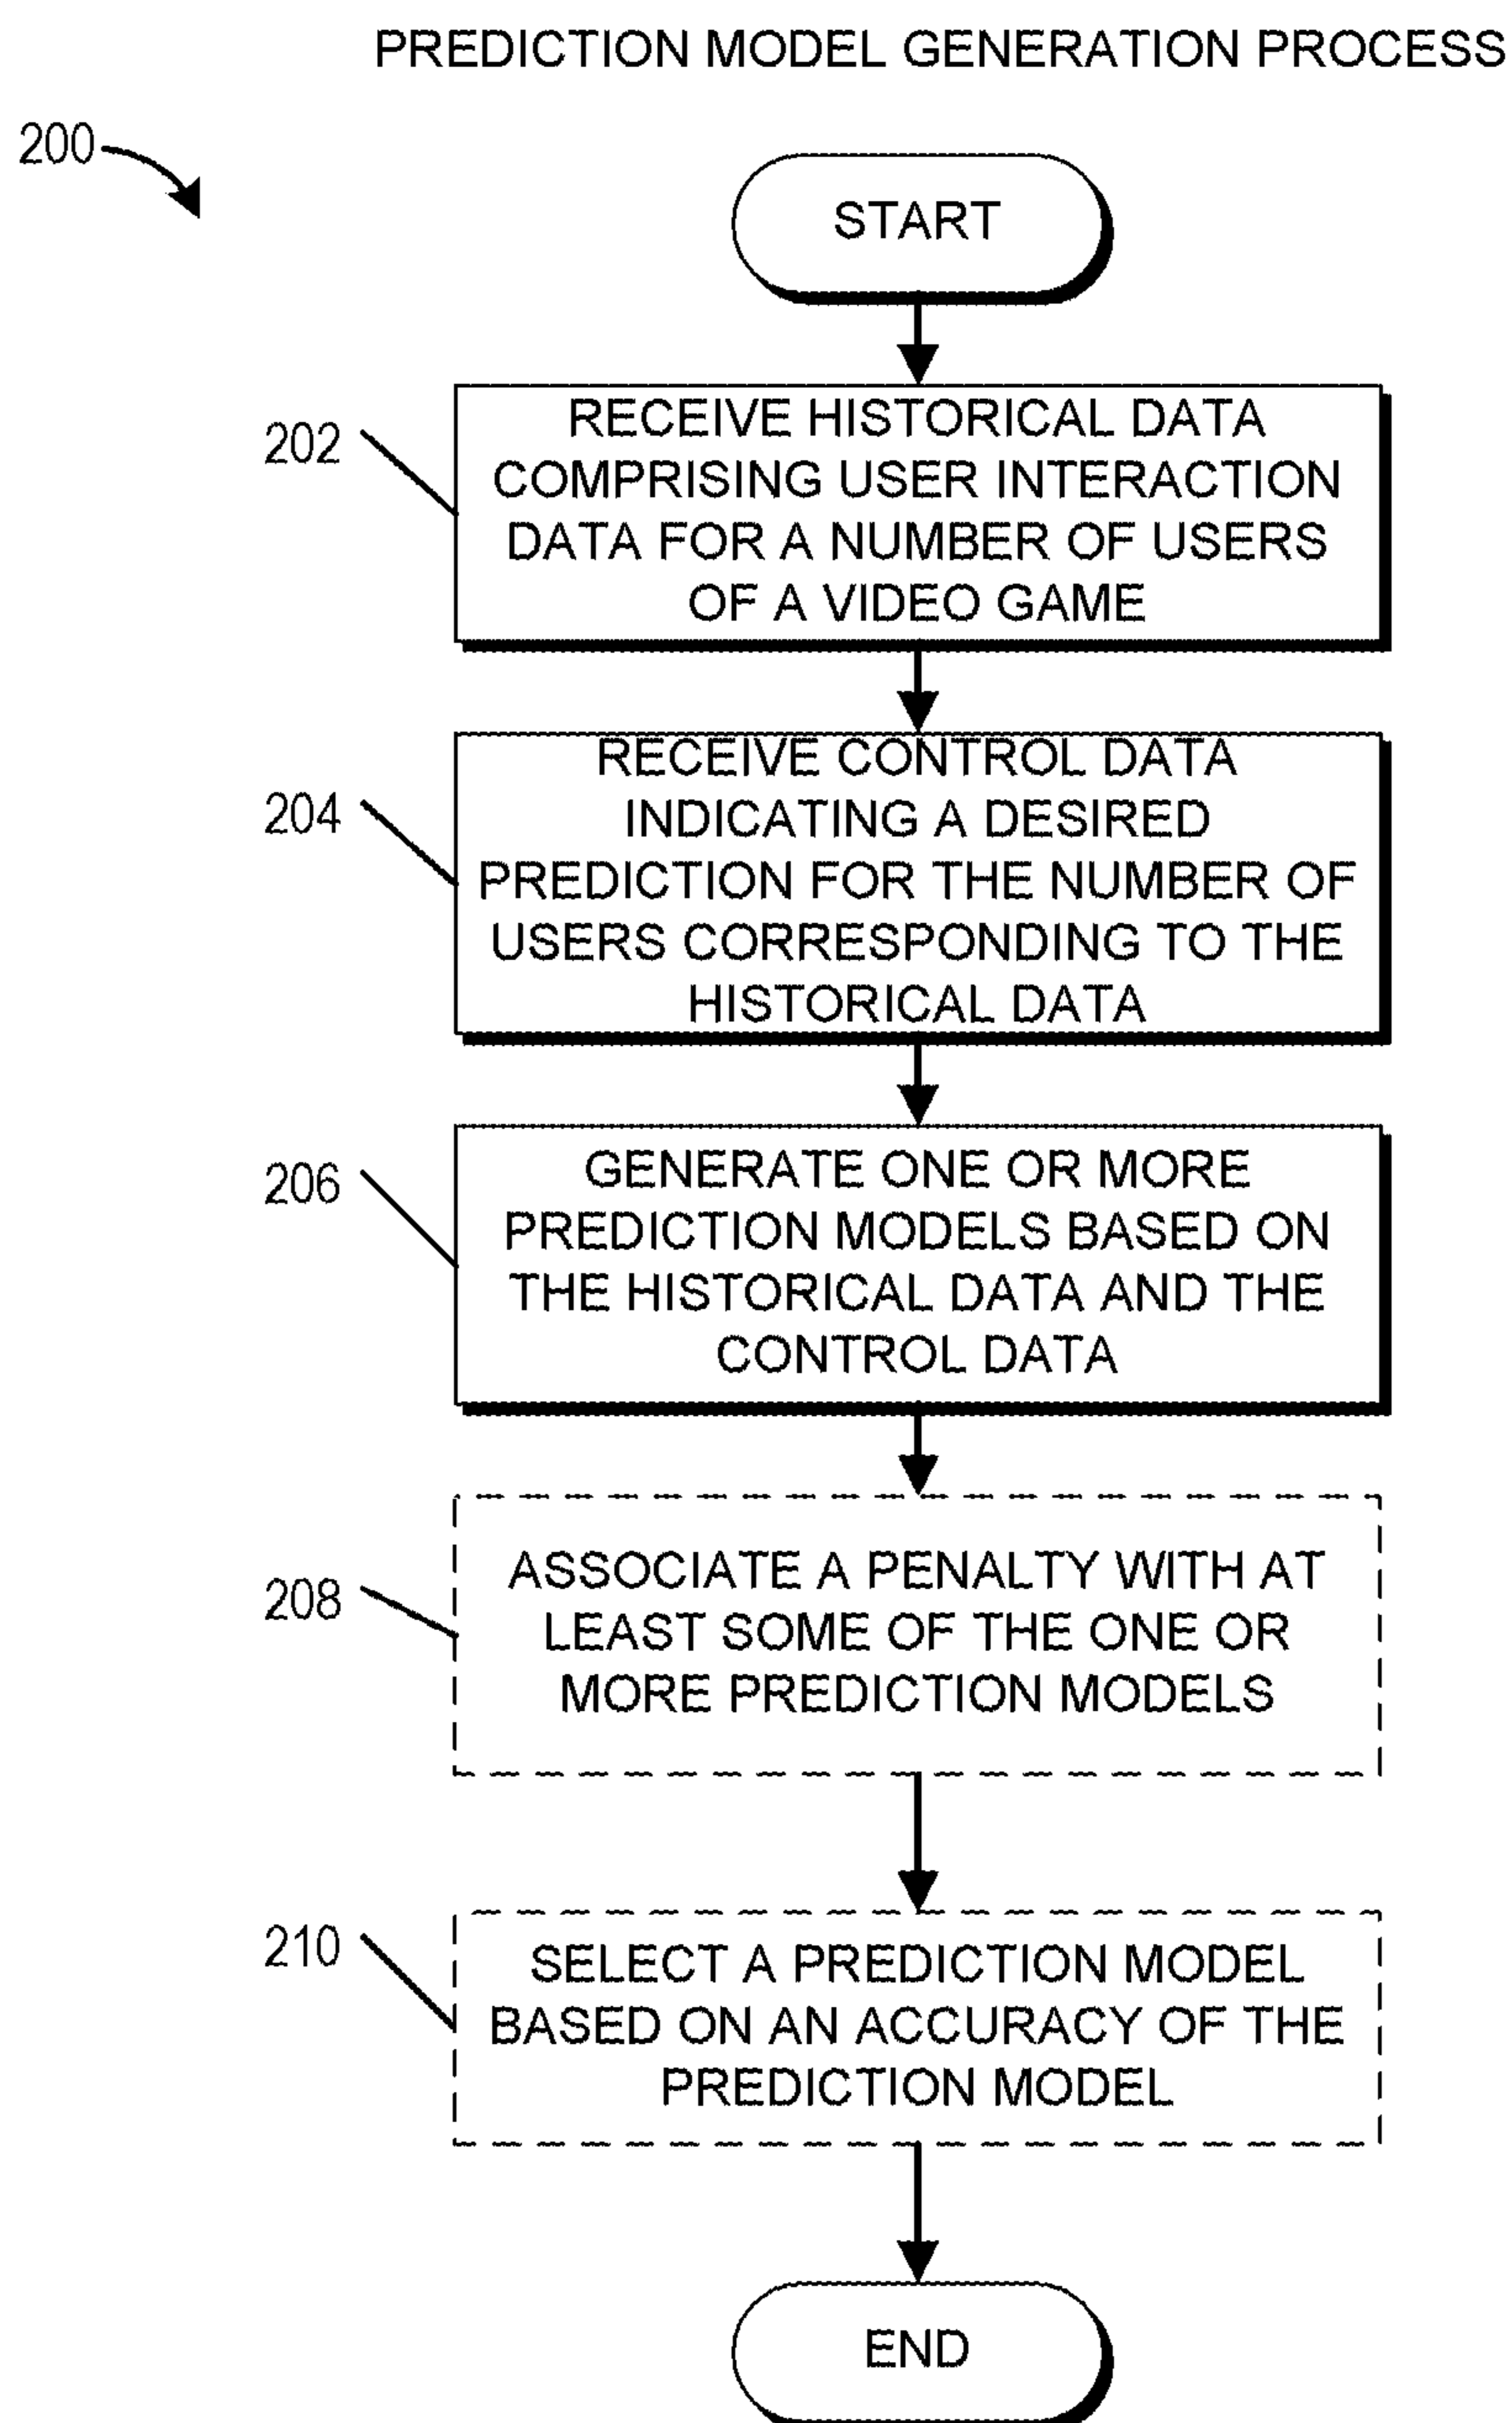 PREDICTION MODEL GENERATION PROCESS
200
START
202
RECEIVE HISTORICAL DATA
COMPRISING USER INTERACTION
DATA FOR A NUMBER OF USERS
OF A VIDEO GAME
204
RECEIVE CONTROL DATA
INDICATING A DESIRED
PREDICTION FOR THE NUMBER OF
USERS CORRESPONDING TO THE
HISTORICAL DATA
206
GENERATE ONE OR MORE
PREDICTION MODELS BASED ON
THE HISTORICAL DATA AND THE
CONTROL DATA
208
ASSOCIATE A PENALTY WITH AT
LEAST SOME OF THE ONE OR
MORE PREDICTION MODELS
210
SELECT A PREDICTION MODEL
BASED ON AN ACCURACY OF THE
PREDICTION MODEL
END